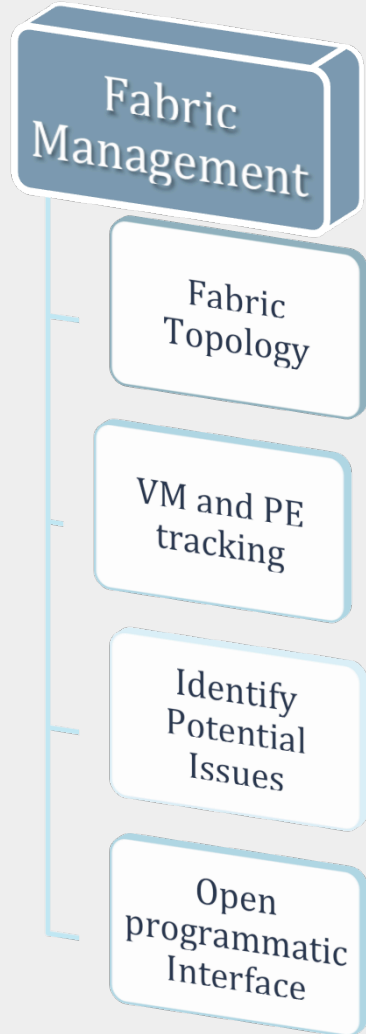 Fabric
Management
Fabric
Topology
VM and PE
tracking
Identify
Potential
Issues
Open
programmatic
Interface